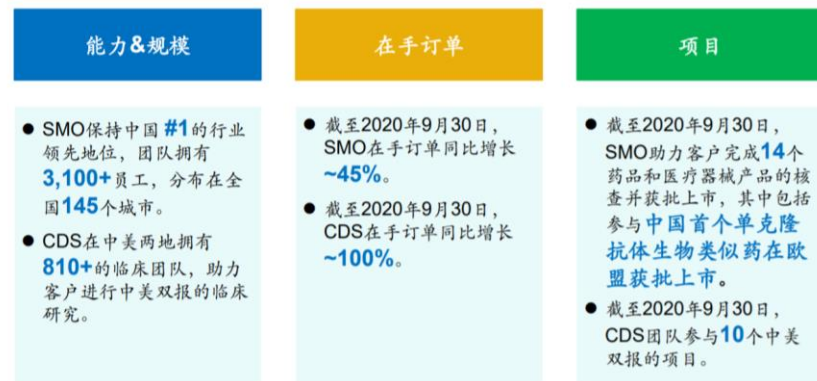 能力&规模
● SMO保持中国 #1的行业
领先地位，团队拥有
3,100+员工，分布在全
国145个城市。
● CDS在中美两地拥有
810+的临床团队，助力
客户进行中美双报的临床
研究。
在手订单
● 截至2020年9月30日，
SMO在手订单同比增长
~45%。
● 截至2020年9月30日，
CDS在手订单同比增长
~100%。
项目
● 截至2020年9月30日，
SMO助力客户完成14个
药品和医疗器械产品的核
查并获批上市，其中包括
参与中国首个单克隆
抗体生物类似药在欧
盟获批上市。
● 截至2020年9月30日，
CDS团队参与10个中美
双报的项目。